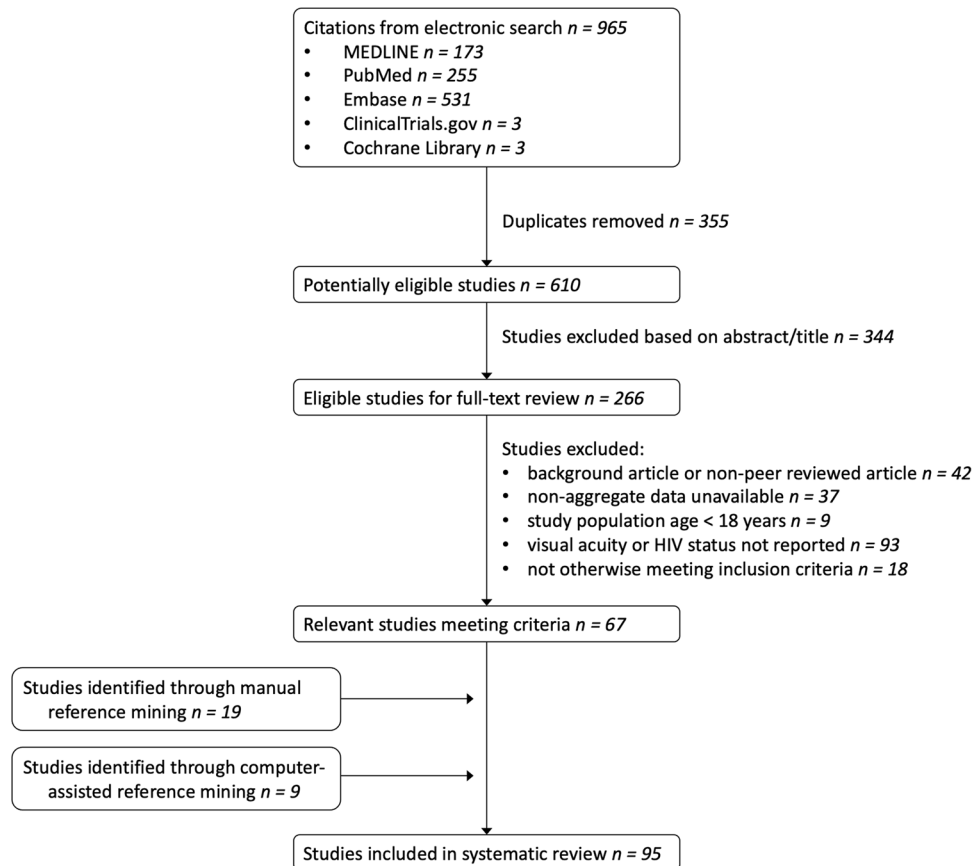 Citations from electronic search n = 965
• MEDLINE n = 173
• PubMed n = 255
• Embase n = 531
• ClinicalTrials.gov n = 3
• Cochrane Library n = 3
Duplicates removed n = 355
Potentially eligible studies n = 610
Studies excluded based on abstract/title n = 344
Eligible studies for full-text review n = 266
Studies excluded:
• background article or non-peer reviewed article n = 42
• non-aggregate data unavailable n = 37
• study population age < 18 years n = 9
• visual acuity or HIV status not reported n = 93
• not otherwise meeting inclusion criteria n = 18
Relevant studies meeting criteria n = 67
Studies identified through manual
reference mining n = 19
Studies identified through computer-
assisted reference mining n = 9
Studies included in systematic review n = 95